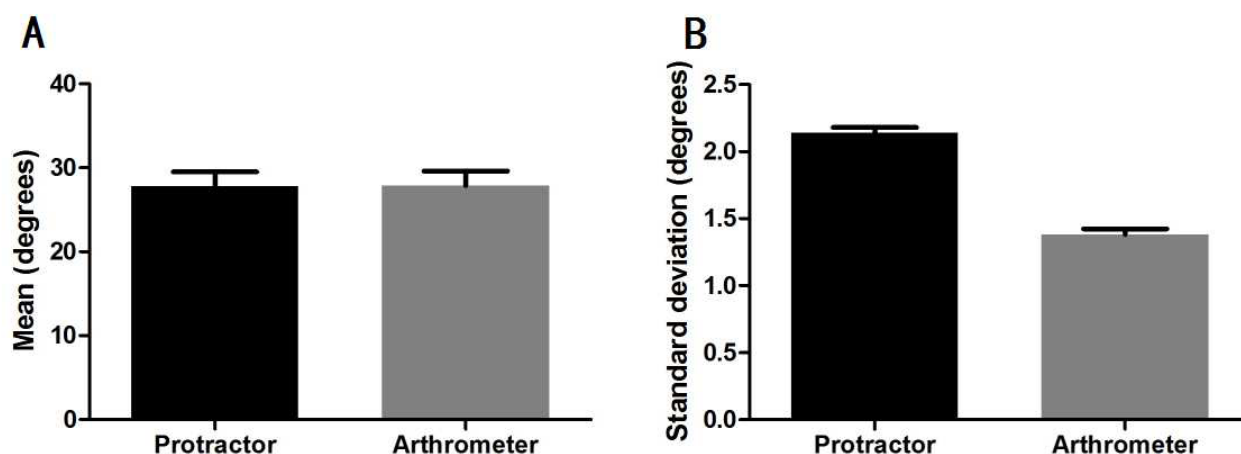 A
Mean (degrees)
40
30
20
10
0
Protractor
Arthrometer
B
Standard deviation (degrees)
2.5
2.0
1.5
1.0
0.5
0.0
Protractor
Arthrometer